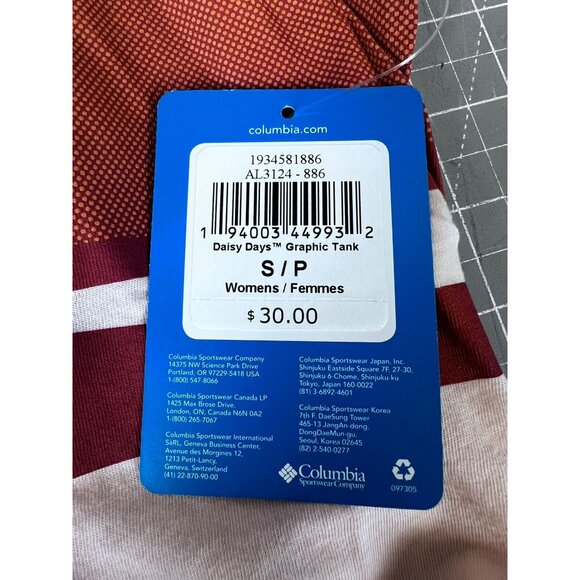 columbia.com
1934581886
AL3124 - 886
1 94003 44993 2
Daisy Days™ Graphic Tank
S / P
Womens / Femmes
$ 30.00
Columbia Sportswear Company
14375 NW Science Park Drive
Portland, OR 97229-5418 USA
1-(800) 547-8066
Columbia Sportswear Canada LP
1425 Max Brose Drive,
London, ON, Canada N6N 0A2
1-(800) 265-7067
Columbia Sportswear International
SáRL, Geneva Business Center,
Avenue des Morgines 12,
1213 Petit-Lancy,
Geneva, Switzerland
(41) 22-870-90-00
Columbia Sportswear Japan, Inc.
Shinjuku Eastside Square 7F. 27-30,
Shinjuku 6-Chome, Shinjuku ku
Tokyo, Japan 160-0022
(81) 3-6892-4601
Columbia Sportswear Korea
7th F. DaeSung Tower
465-13 JangAn dong,
DongDaeMun-gu,
Seoul, Korea 02645
(82) 2-540-0277
Columbia
Sportswear Company
09730S